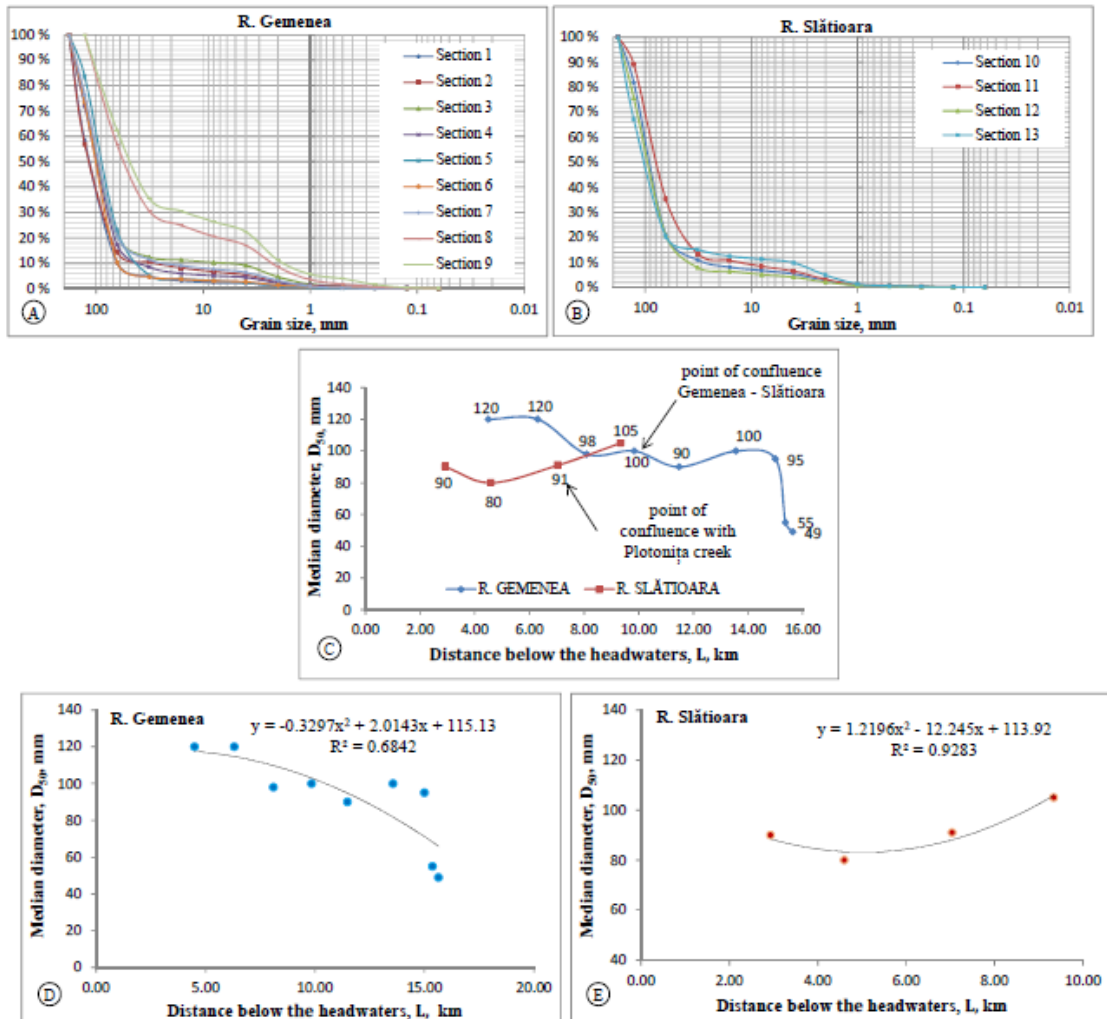 R. Gemenea
100 %
90 %
80 %
70 %
60 %
50 %
40 %
30 %
20 %
10 %
0 %
Section 1
Section 2
Section 3
Section 4
Section 5
Section 6
Section 7
Section 8
Section 9
100 10 1 0.1 0.01
A
Grain size, mm
R. Slătioara
100 %
90 %
80 %
70 %
60 %
50 %
40 %
30 %
20 %
10 %
0 %
Section 10
Section 11
Section 12
Section 13
100 10 1 0.1 0.01
B
Grain size, mm
Median diameter, D50, mm
140
120
100
80
60
40
20
0
point of confluence
Gemenea - Slătioara
120 120 98 100 90 100 95 55 49
90 80 91 105
point of
confluence with
Plotonița creek
R. GEMENEA R. SLĂTIOARA
0.00 2.00 4.00 6.00 8.00 10.00 12.00 14.00 16.00
C
Distance below the headwaters, L, km
R. Gemenea
y = -0.3297x² + 2.0143x + 115.13
R² = 0.6842
Median diameter, D50, mm
140
120
100
80
60
40
20
0
0.00 5.00 10.00 15.00 20.00
D
Distance below the headwaters, L, km
R. Slătioara
y = 1.2196x² - 12.245x + 113.92
R² = 0.9283
Median diameter, D50, mm
140
120
100
80
60
40
0.00 2.00 4.00 6.00 8.00 10.00
E
Distance below the headwaters, L, km